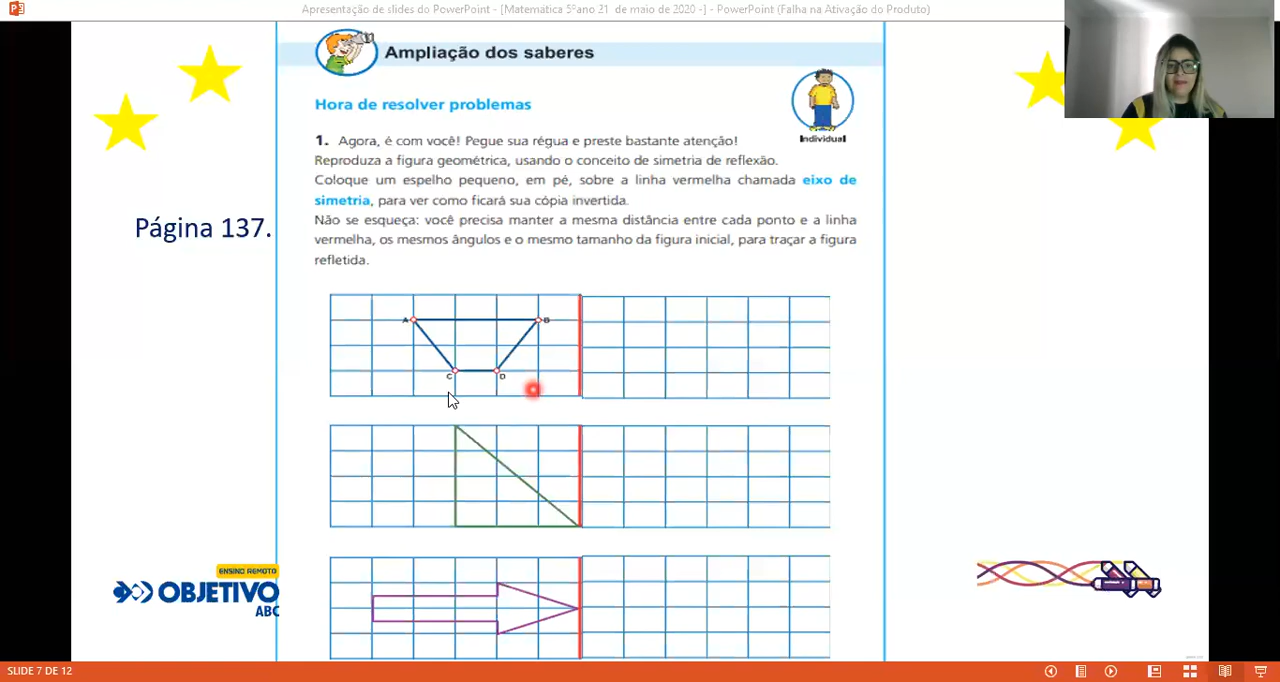 Apresentação de slides do PowerPoint - [Matemática 5ºano 21 de maio de 2020 -] - PowerPoint (Falha na Ativação do Produto)
Ampliação dos saberes
Hora de resolver problemas
Individual
1. Agora, é com você! Pegue sua régua e preste bastante atenção!
Reproduza a figura geométrica, usando o conceito de simetria de reflexão.
Coloque um espelho pequeno, em pé, sobre a linha vermelha chamada eixo de
simetria, para ver como ficará sua cópia invertida.
Não se esqueça: você precisa manter a mesma distância entre cada ponto e a linha
vermelha, os mesmos ângulos e o mesmo tamanho da figura inicial, para traçar a figura
refletida.
Página 137.
A B
C D
ENSINO REMOTO
OBJETIVO
ABC
SLIDE 7 DE 12